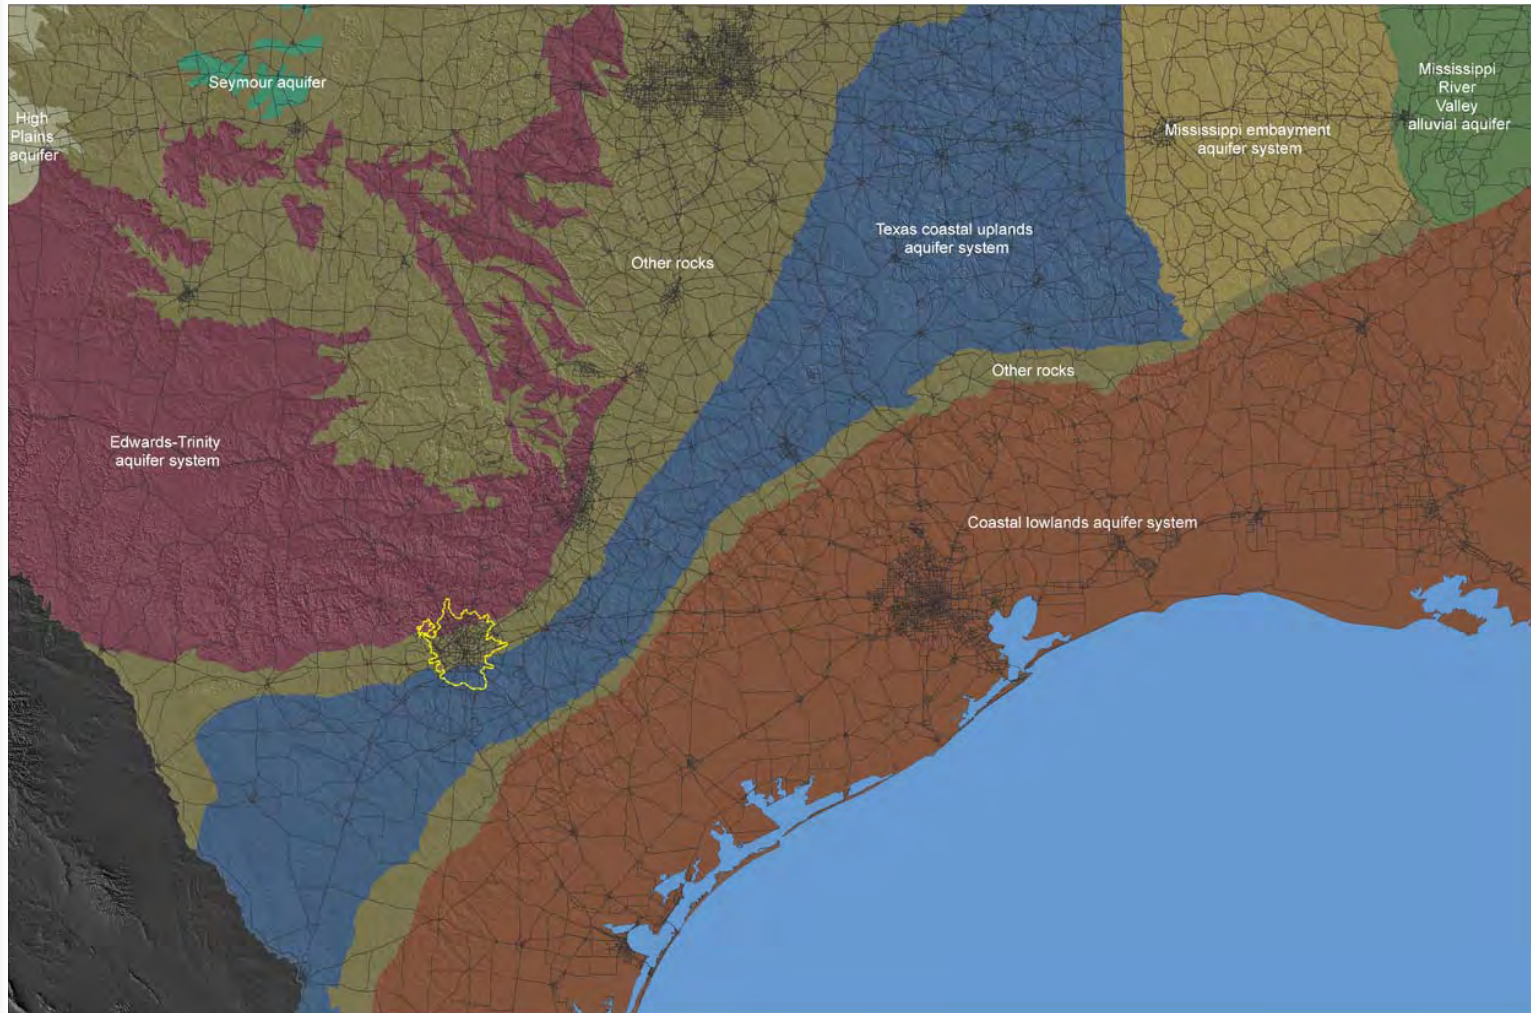 Seymour aquifer
High
Plains
aquifer
Mississippi
River
Valley
alluvial aquifer
Mississippi embayment
aquifer system
Texas coastal uplands
aquifer system
Other rocks
Other rocks
Edwards-Trinity
aquifer system
Coastal lowlands aquifer system